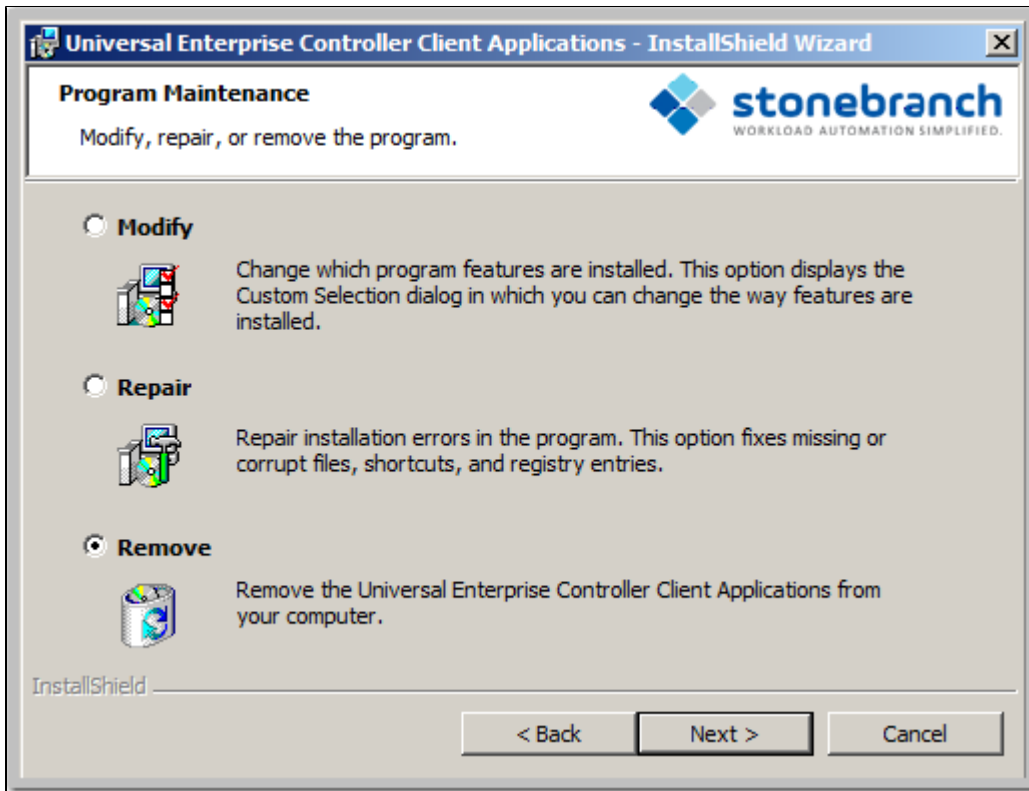 Universal Enterprise Controller Client Applications - InstallShield Wizard
Program Maintenance
Modify, repair, or remove the program.
stonebranch
WORKLOAD AUTOMATION SIMPLIFIED.
Modify
Change which program features are installed. This option displays the
Custom Selection dialog in which you can change the way features are
installed.
Repair
Repair installation errors in the program. This option fixes missing or
corrupt files, shortcuts, and registry entries.
Remove
Remove the Universal Enterprise Controller Client Applications from
your computer.
InstallShield
< Back
Next >
Cancel